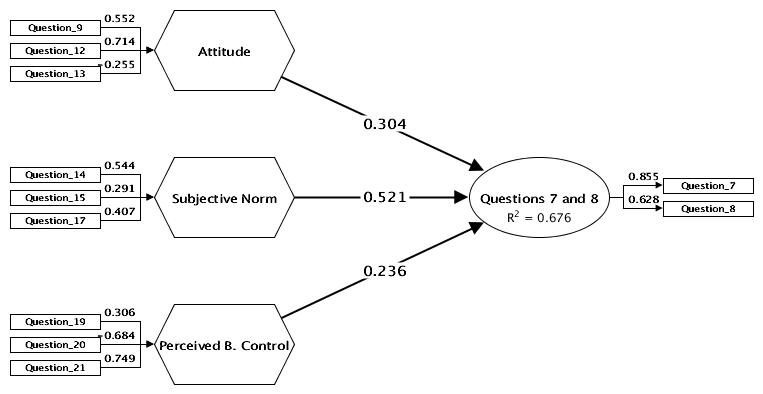 Question_9
0.552
Question_12
0.714
Question_13
-0.255
Attitude
0.304
Question_14
0.544
Question_15
0.291
Question_17
0.407
Subjective Norm
0.521
Questions 7 and 8
R² = 0.676
0.855
Question_7
0.628
Question_8
0.236
Question_19
0.306
Question_20
-0.684
Question_21
0.749
Perceived B. Control